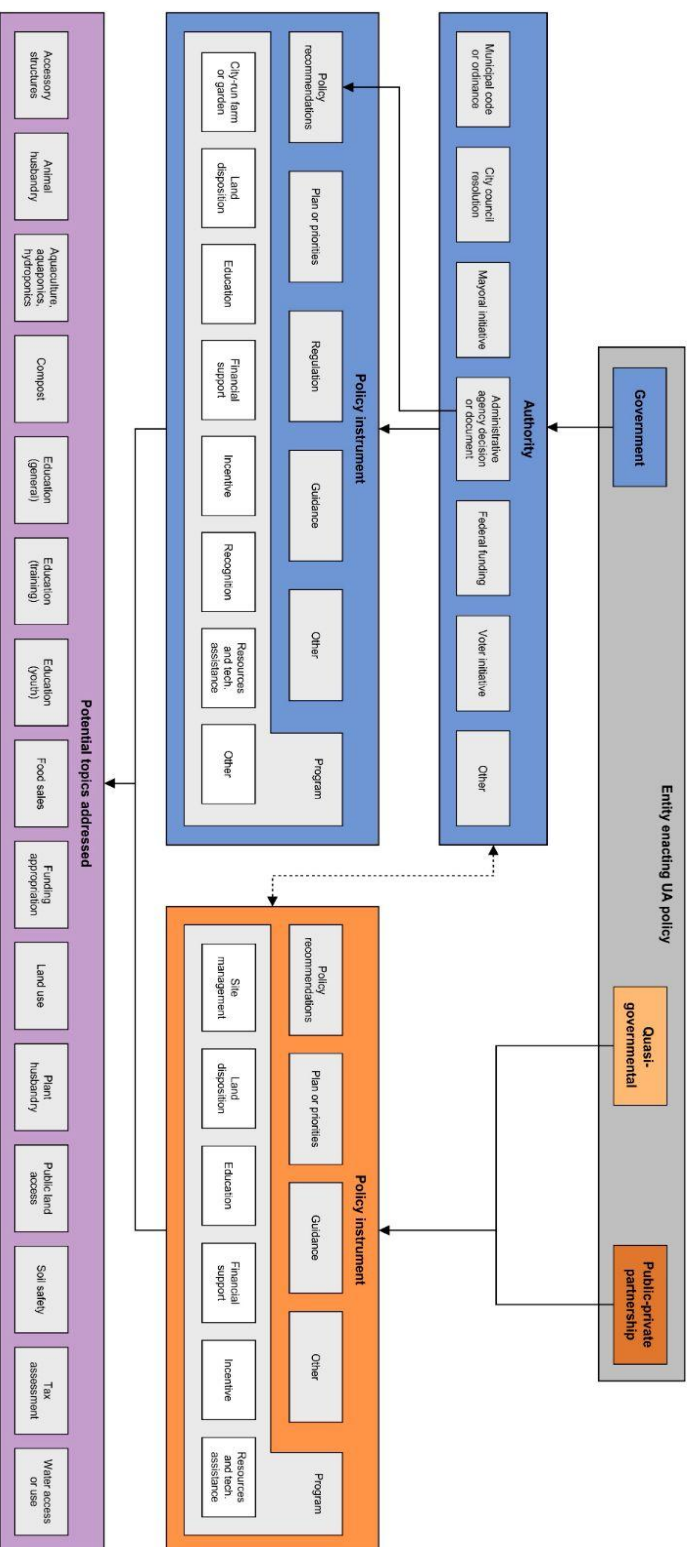 Entity enacting UA policy
Government
Quasi-
governmental
Public-private
partnership
Authority
Municipal code
or ordinance
City council
resolution
Mayoral initiative
Administrative
agency decision
or document
Federal funding
Voter initiative
Other
Policy instrument
Policy
recommendations
Plan or priorities
Regulation
Guidance
Other
Program
City-run farm
or garden
Land
disposition
Education
Financial
support
Incentive
Recognition
Resources
and tech.
assistance
Other
Policy instrument
Policy
recommendations
Plan or priorities
Guidance
Other
Program
Site
management
Land
disposition
Education
Financial
support
Incentive
Resources
and tech.
assistance
Potential topics addressed
Accessory
structures
Animal
husbandry
Aquaculture,
aquaponics,
hydroponics
Compost
Education
(general)
Education
(training)
Education
(youth)
Food sales
Funding
appropriation
Land use
Plant
husbandry
Public land
access
Soil safety
Tax
assessment
Water access
or use